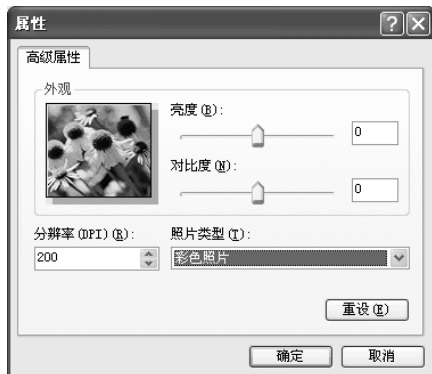 属性
高级属性
外观
亮度(B):
0
对比度(N):
0
分辨率(DPI)(R): 照片类型(T):
200 彩色照片
重设(E)
确定 取消